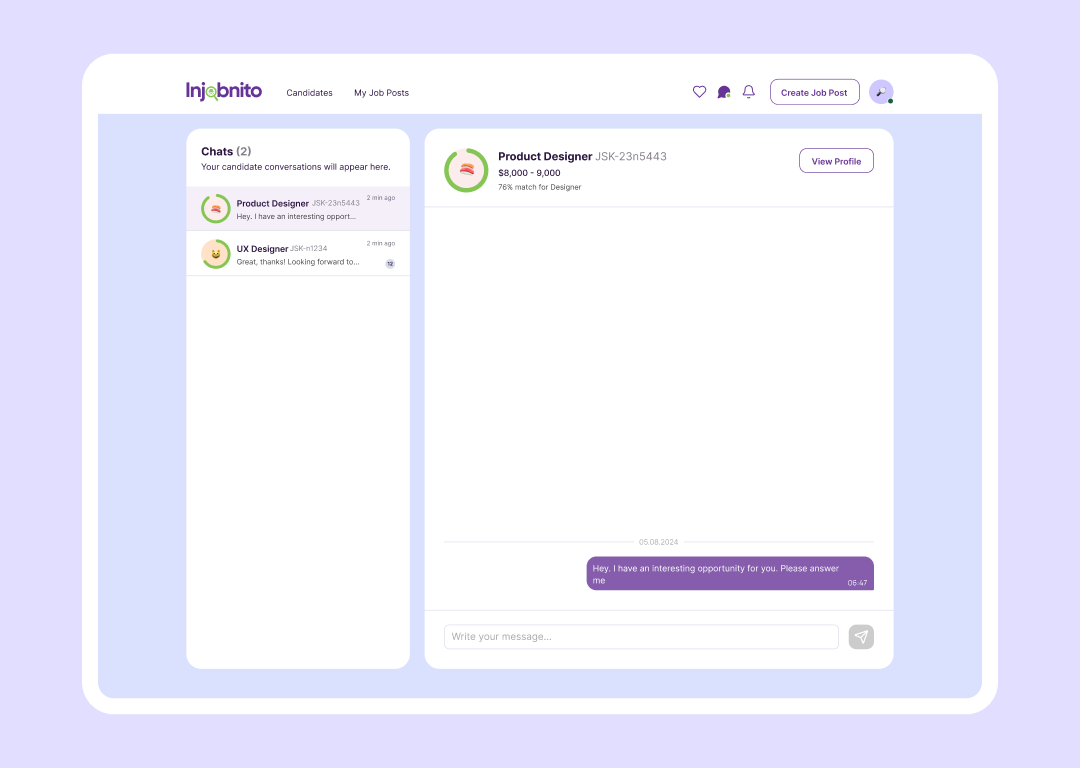 Injobnito
Candidates
My Job Posts
Create Job Post
Chats (2)
Your candidate conversations will appear here.
Product Designer JSK-23n5443
2 min ago
Hey. I have an interesting opport...
UX Designer JSK-n1234
2 min ago
Great, thanks! Looking forward to...
12
Product Designer JSK-23n5443
$8,000 - 9,000
76% match for Designer
View Profile
05.08.2024
Hey. I have an interesting opportunity for you. Please answer
me
06:47
Write your message...